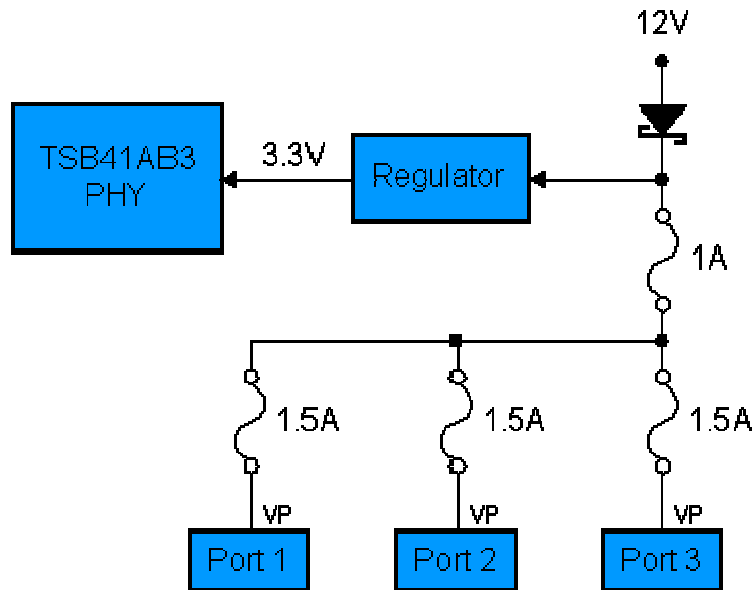 12V
TSB41AB3
PHY
3.3V
Regulator
1A
1.5A
1.5A
1.5A
VP
VP
VP
Port 1
Port 2
Port 3